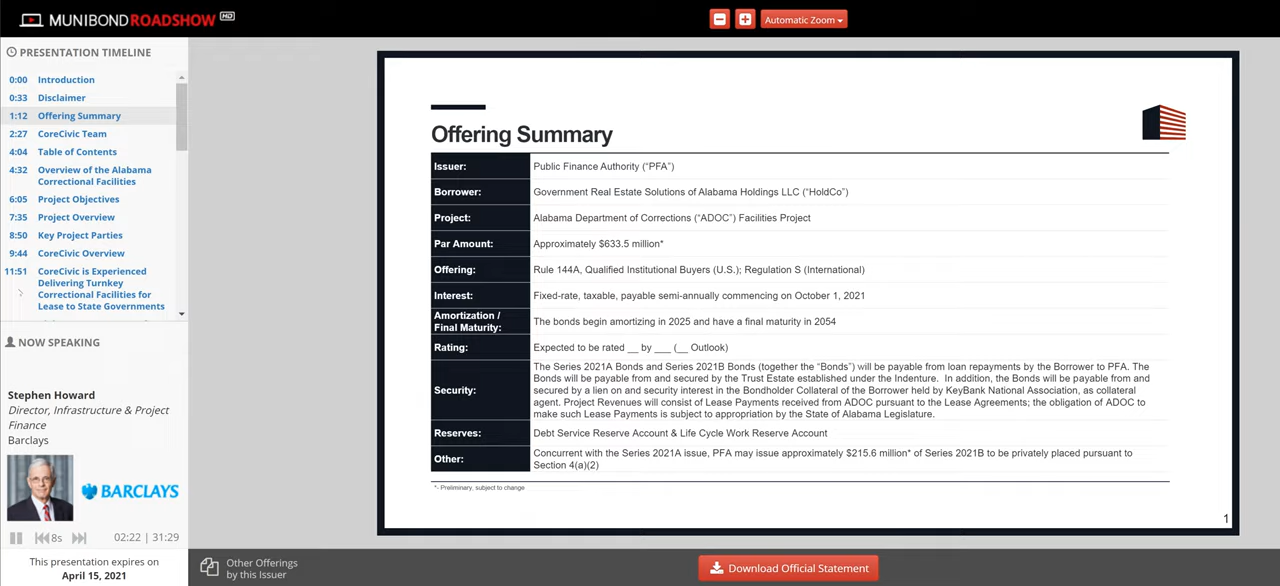 MUNIBONDROADSHOW HD
Automatic Zoom
PRESENTATION TIMELINE
0:00 Introduction
0:33 Disclaimer
1:12 Offering Summary
2:27 CoreCivic Team
4:04 Table of Contents
4:32 Overview of the Alabama
Correctional Facilities
6:05 Project Objectives
7:35 Project Overview
8:50 Key Project Parties
9:44 CoreCivic Overview
11:51 CoreCivic is Experienced
Delivering Turnkey
Correctional Facilities for
Lease to State Governments
NOW SPEAKING
Stephen Howard
Director, Infrastructure & Project
Finance
Barclays
BARCLAYS
8s 02:22 | 31:29
This presentation expires on
April 15, 2021
Offering Summary
Issuer: Public Finance Authority (“PFA”)
Borrower: Government Real Estate Solutions of Alabama Holdings LLC (“HoldCo”)
Project: Alabama Department of Corrections (“ADOC”) Facilities Project
Par Amount: Approximately $633.5 million*
Offering: Rule 144A, Qualified Institutional Buyers (U.S.); Regulation S (International)
Interest: Fixed-rate, taxable, payable semi-annually commencing on October 1, 2021
Amortization /
Final Maturity: The bonds begin amortizing in 2025 and have a final maturity in 2054
Rating: Expected to be rated __ by ___ (__ Outlook)
Security: The Series 2021A Bonds and Series 2021B Bonds (together the “Bonds”) will be payable from loan repayments by the Borrower to PFA. The
Bonds will be payable from and secured by the Trust Estate established under the Indenture. In addition, the Bonds will be payable from and
secured by a lien on and security interest in the Bondholder Collateral of the Borrower held by KeyBank National Association, as collateral
agent. Project Revenues will consist of Lease Payments received from ADOC pursuant to the Lease Agreements; the obligation of ADOC to
make such Lease Payments is subject to appropriation by the State of Alabama Legislature.
Reserves: Debt Service Reserve Account & Life Cycle Work Reserve Account
Other: Concurrent with the Series 2021A issue, PFA may issue approximately $215.6 million* of Series 2021B to be privately placed pursuant to
Section 4(a)(2)
*- Preliminary, subject to change
1
Other Offerings
by this Issuer
Download Official Statement